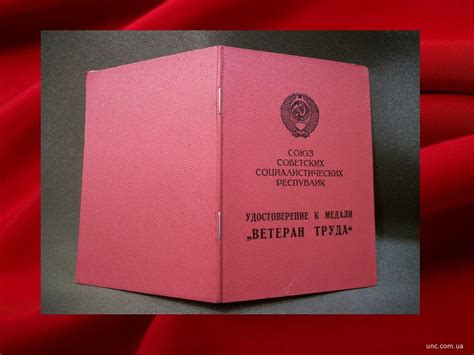 СОЮЗ
СОВЕТСКИХ
СОЦИАЛИСТИЧЕСКИХ
РЕСПУБЛИК
УДОСТОВЕРЕНИЕ К МЕДАЛИ
„ВЕТЕРАН ТРУДА“
unc.com.ua